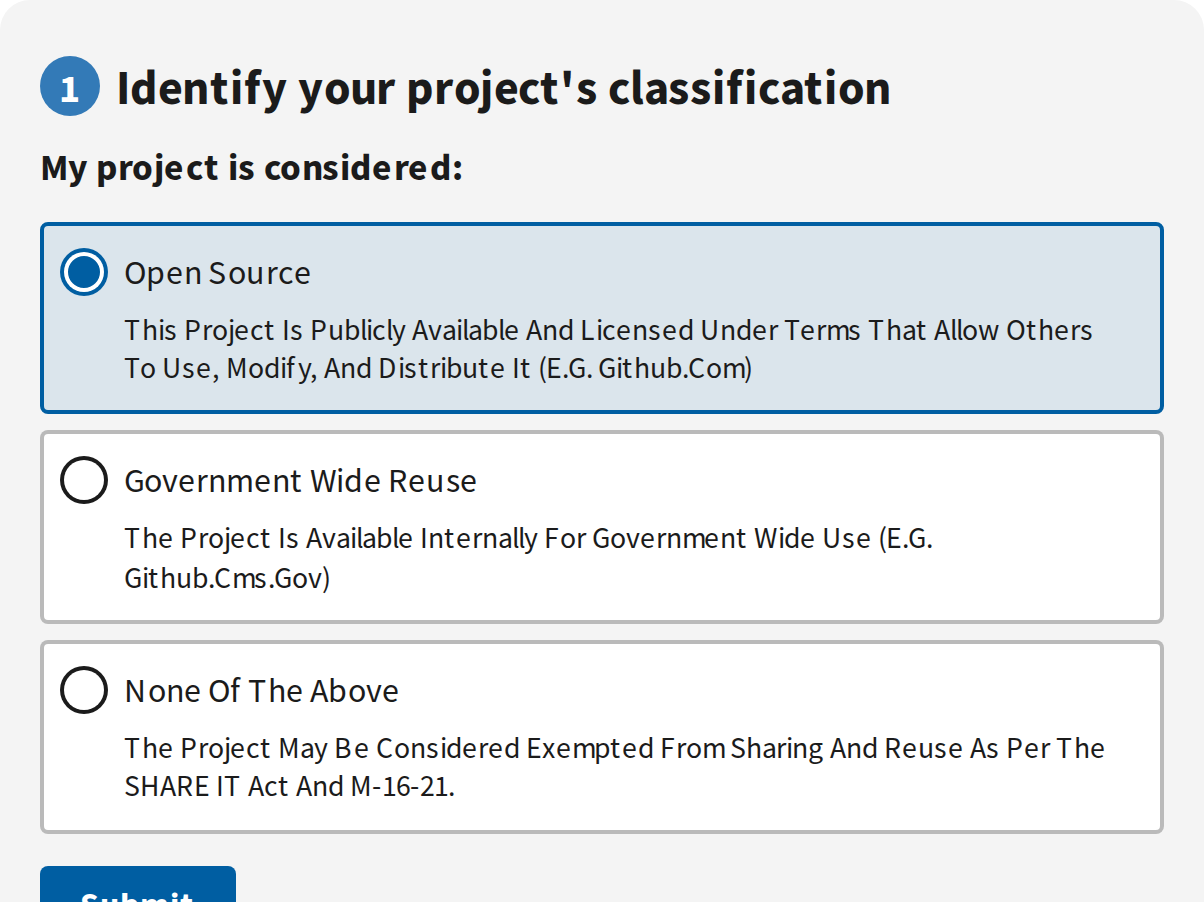 1 Identify your project's classification
My project is considered:
Open Source
This Project Is Publicly Available And Licensed Under Terms That Allow Others
To Use, Modify, And Distribute It (E.G. Github.Com)
Government Wide Reuse
The Project Is Available Internally For Government Wide Use (E.G.
Github.Cms.Gov)
None Of The Above
The Project May Be Considered Exempted From Sharing And Reuse As Per The
SHARE IT Act And M-16-21.
Submit